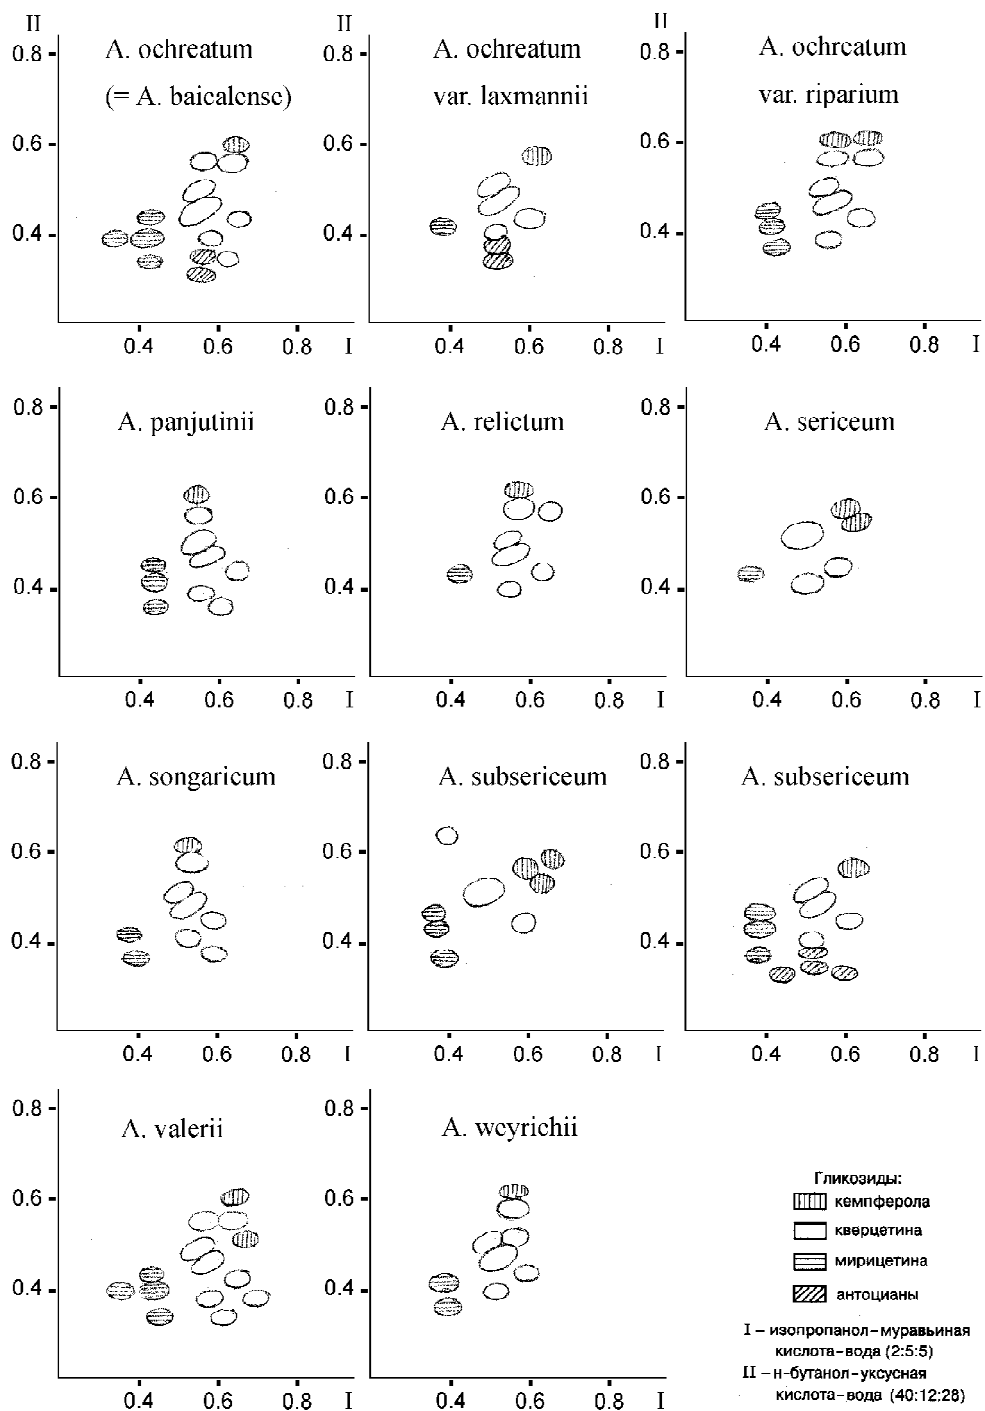 II
0.8
A. ochreatum
(= A. baicalense)
0.6
0.4
0.4 0.6 0.8 I
II
0.8
A. ochreatum
var. laxmannii
0.6
0.4
0.4 0.6 0.8 I
II
0.8
A. ochreatum
var. riparium
0.6
0.4
0.4 0.6 0.8 I
0.8
A. panjutinii
0.6
0.4
0.4 0.6 0.8 I
0.8
A. relictum
0.6
0.4
0.4 0.6 0.8 I
0.8
A. sericeum
0.6
0.4
0.4 0.6 0.8 I
0.8
A. songaricum
0.6
0.4
0.4 0.6 0.8 I
0.8
A. subsericeum
0.6
0.4
0.4 0.6 0.8 I
0.8
A. subsericeum
0.6
0.4
0.4 0.6 0.8 I
0.8
A. valerii
0.6
0.4
0.4 0.6 0.8 I
0.8
A. weyrichii
0.6
0.4
0.4 0.6 0.8 I
Гликозиды:
кемпферола
кверцетина
мирицетина
антоцианы
I – изопропанол–муравьиная
кислота–вода (2:5:5)
II – н-бутанол–уксусная
кислота–вода (40:12:28)